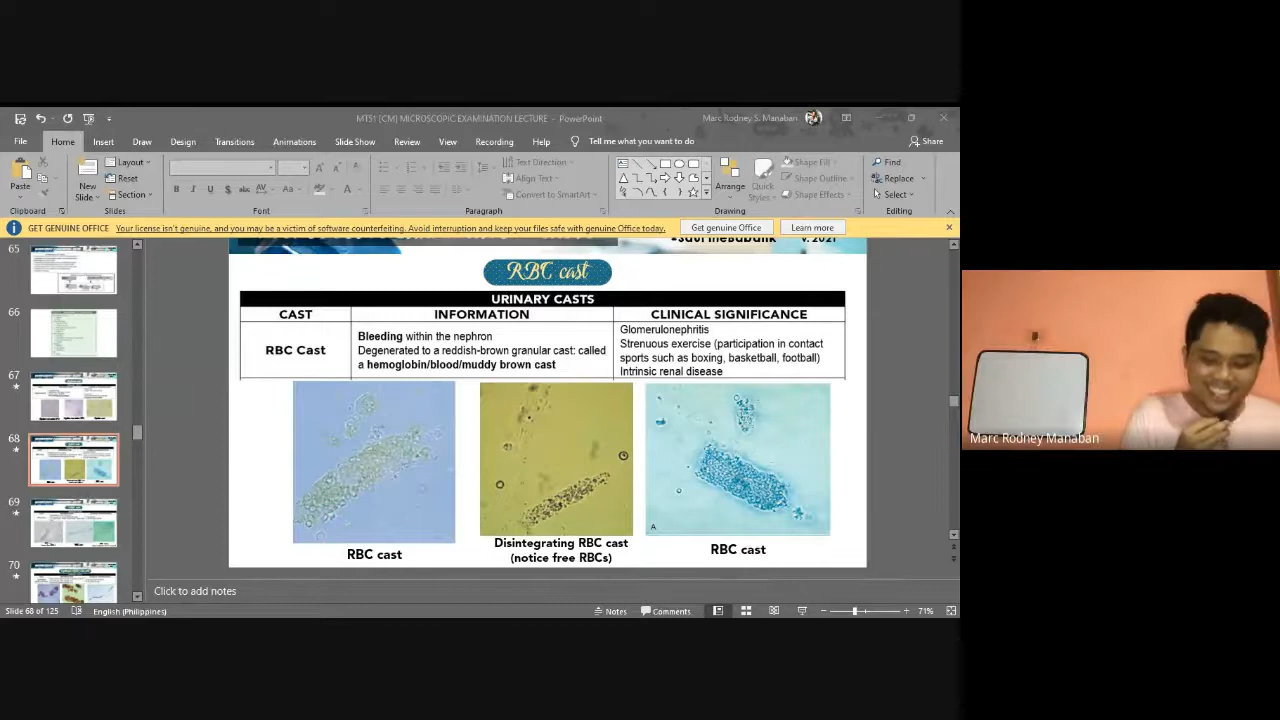 MT51 (CM) MICROSCOPIC EXAMINATION LECTURE - PowerPoint
Marc Rodney S. Manaban
File Home Insert Draw Design Transitions Animations Slide Show Review View Recording Help Tell me what you want to do Share
Paste
New Slide
Layout
Reset
Section
Text Direction
Align Text
Convert to SmartArt
Arrange
Quick Styles
Shape Fill
Shape Outline
Shape Effects
Find
Replace
Select
Clipboard Slides Font Paragraph Drawing Editing
GET GENUINE OFFICE Your license isn't genuine, and you may be a victim of software counterfeiting. Avoid interruption and keep your files safe with genuine Office today. Get genuine Office Learn more
65
66
67
68
69
70
v. 2021
RBC cast
URINARY CASTS
CAST INFORMATION CLINICAL SIGNIFICANCE
RBC Cast
Bleeding within the nephron
Degenerated to a reddish-brown granular cast: called
a hemoglobin/blood/muddy brown cast
Glomerulonephritis
Strenuous exercise (participation in contact
sports such as boxing, basketball, football)
Intrinsic renal disease
A
RBC cast
Disintegrating RBC cast
(notice free RBCs)
RBC cast
Click to add notes
Slide 68 of 125 English (Philippines) Notes Comments 71%
Marc Rodney Manaban